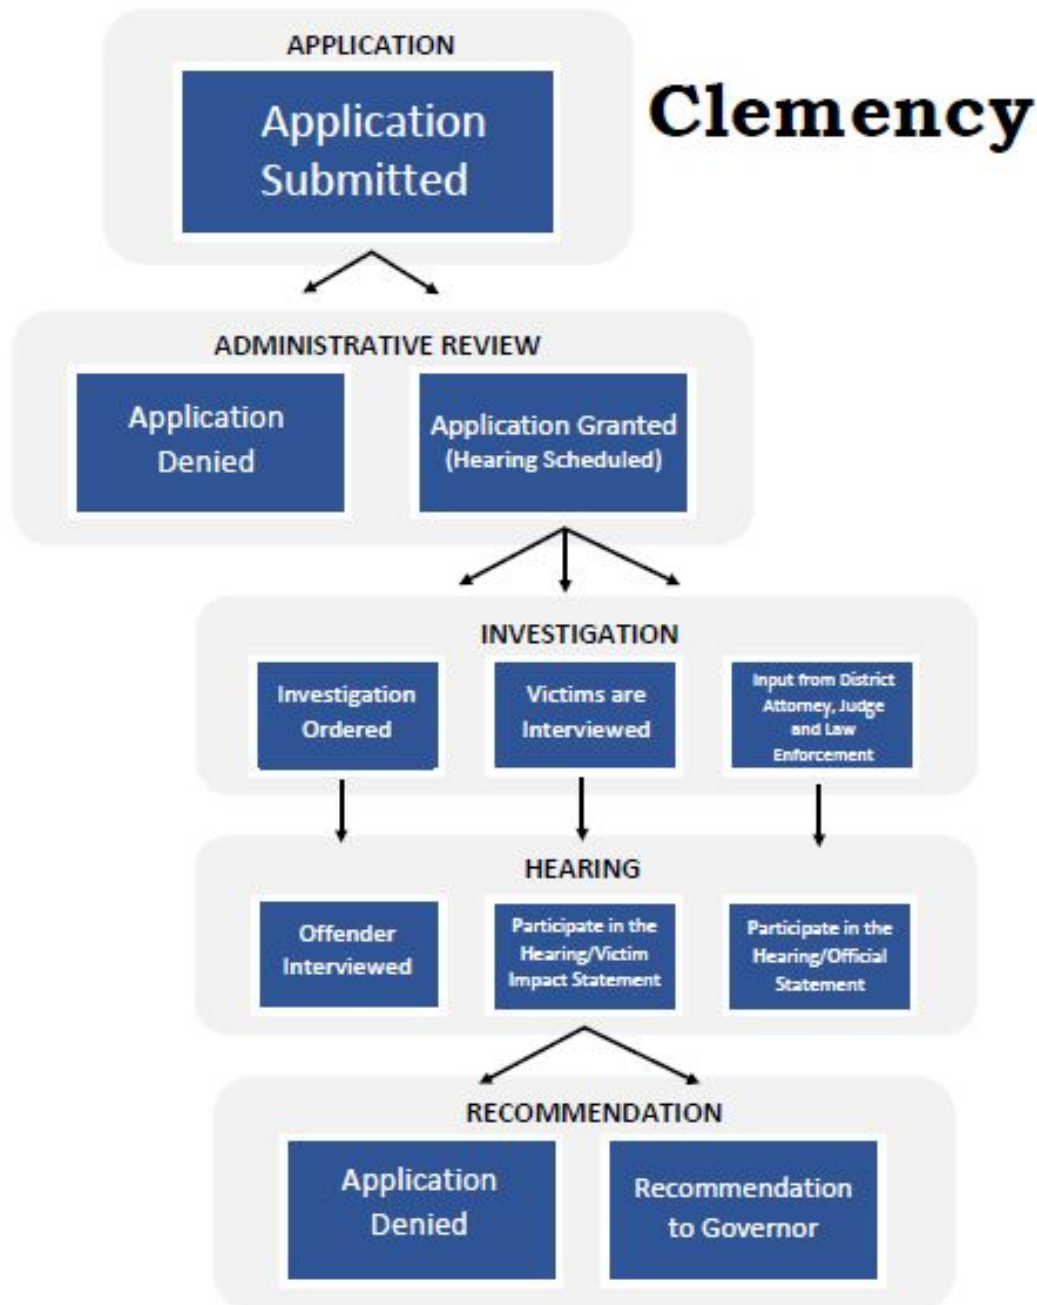 APPLICATION
Application
Submitted
Clemency
ADMINISTRATIVE REVIEW
Application
Denied
Application Granted
(Hearing Scheduled)
INVESTIGATION
Investigation
Ordered
Victims are
Interviewed
Input from District
Attorney, Judge
and Law
Enforcement
HEARING
Offender
Interviewed
Participate in the
Hearing/Victim
Impact Statement
Participate in the
Hearing/Official
Statement
RECOMMENDATION
Application
Denied
Recommendation
to Governor